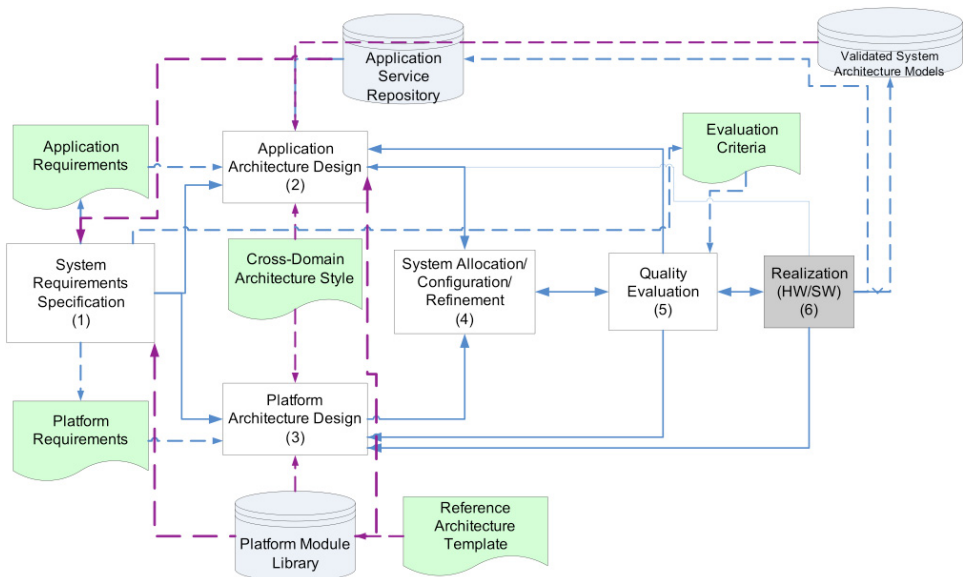 Application
Service
Repository
Validated System
Architecture Models
Application
Requirements
Application
Architecture Design
(2)
Evaluation
Criteria
System
Requirements
Specification
(1)
Cross-Domain
Architecture Style
System Allocation/
Configuration/
Refinement
(4)
Quality
Evaluation
(5)
Realization
(HW/SW)
(6)
Platform
Requirements
Platform
Architecture Design
(3)
Platform Module
Library
Reference
Architecture
Template